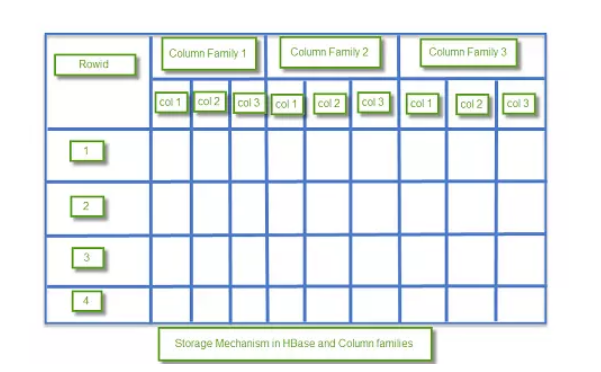 Rowid
Column Family 1
Column Family 2
Column Family 3
col 1
col 2
col 3
col 1
col 2
col 3
col 1
col 2
col 3
1
2
3
4
Storage Mechanism in HBase and Column families